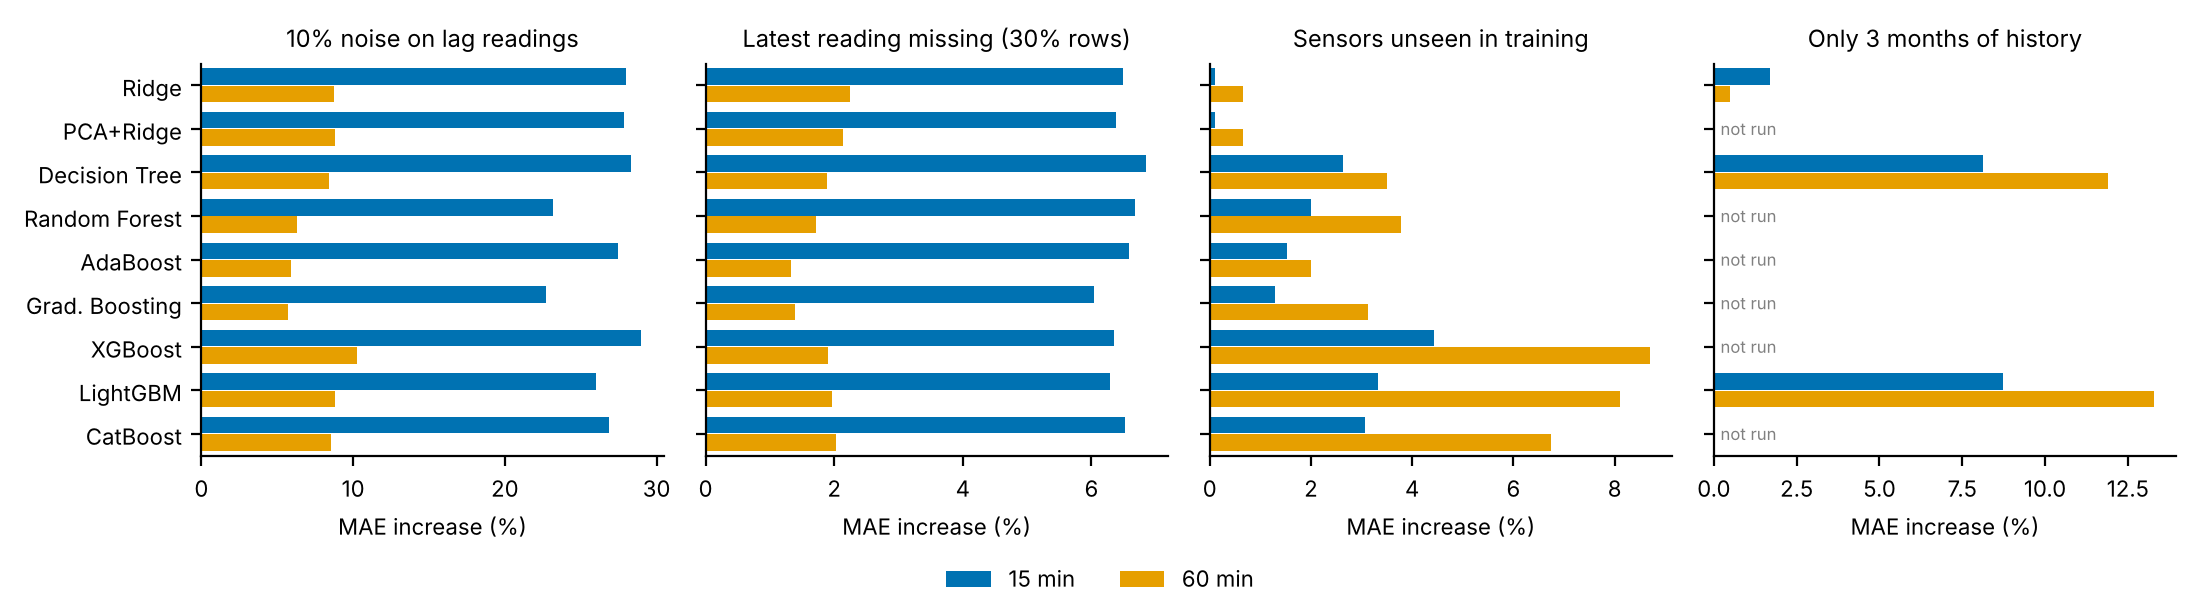 10% noise on lag readings
Latest reading missing (30% rows)
Sensors unseen in training
Only 3 months of history
Ridge
PCA+Ridge
not run
Decision Tree
Random Forest
not run
AdaBoost
not run
Grad. Boosting
not run
XGBoost
not run
LightGBM
CatBoost
not run
0 10 20 30
0 2 4 6
0 2 4 6 8
0.0 2.5 5.0 7.5 10.0 12.5
MAE increase (%)
MAE increase (%)
MAE increase (%)
MAE increase (%)
15 min
60 min